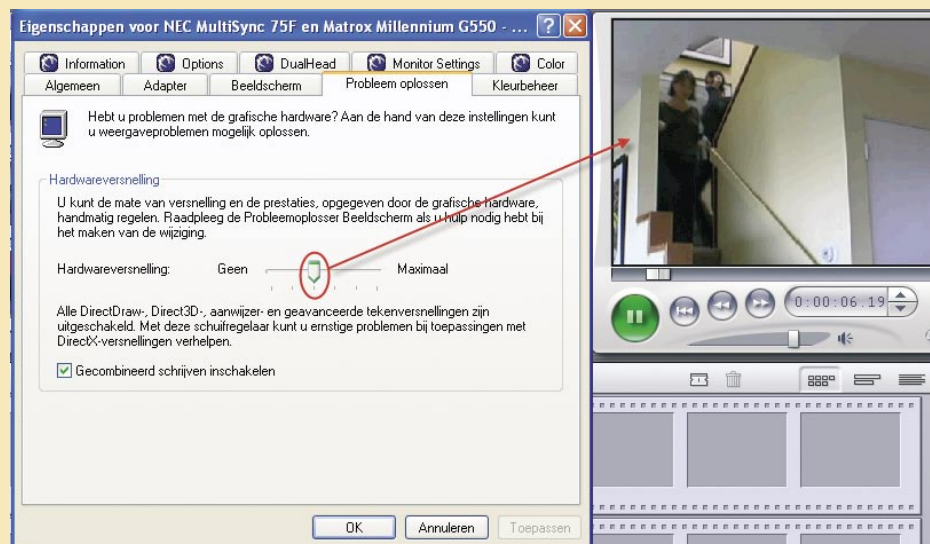 Eigenschappen voor NEC MultiSync 75F en Matrox Millennium G550 - ...
Information Options DualHead Monitor Settings Color
Algemeen Adapter Beeldscherm Probleem oplossen Kleurbeheer
Hebt u problemen met de grafische hardware? Aan de hand van deze instellingen kunt
u weergaveproblemen mogelijk oplossen.
Hardwareversnelling
U kunt de mate van versnelling en de prestaties, opgegeven door de grafische hardware,
handmatig regelen. Raadpleeg de Probleemoplosser Beeldscherm als u hulp nodig hebt bij
het maken van de wijziging.
Hardwareversnelling: Geen Maximaal
Alle DirectDraw-, Direct3D-, aanwijzer- en geavanceerde tekenversnellingen zijn
uitgeschakeld. Met deze schuifregelaar kunt u ernstige problemen bij toepassingen met
DirectX-versnellingen verhelpen.
Gecombineerd schrijven inschakelen
OK Annuleren Toepassen
0:00:06.19